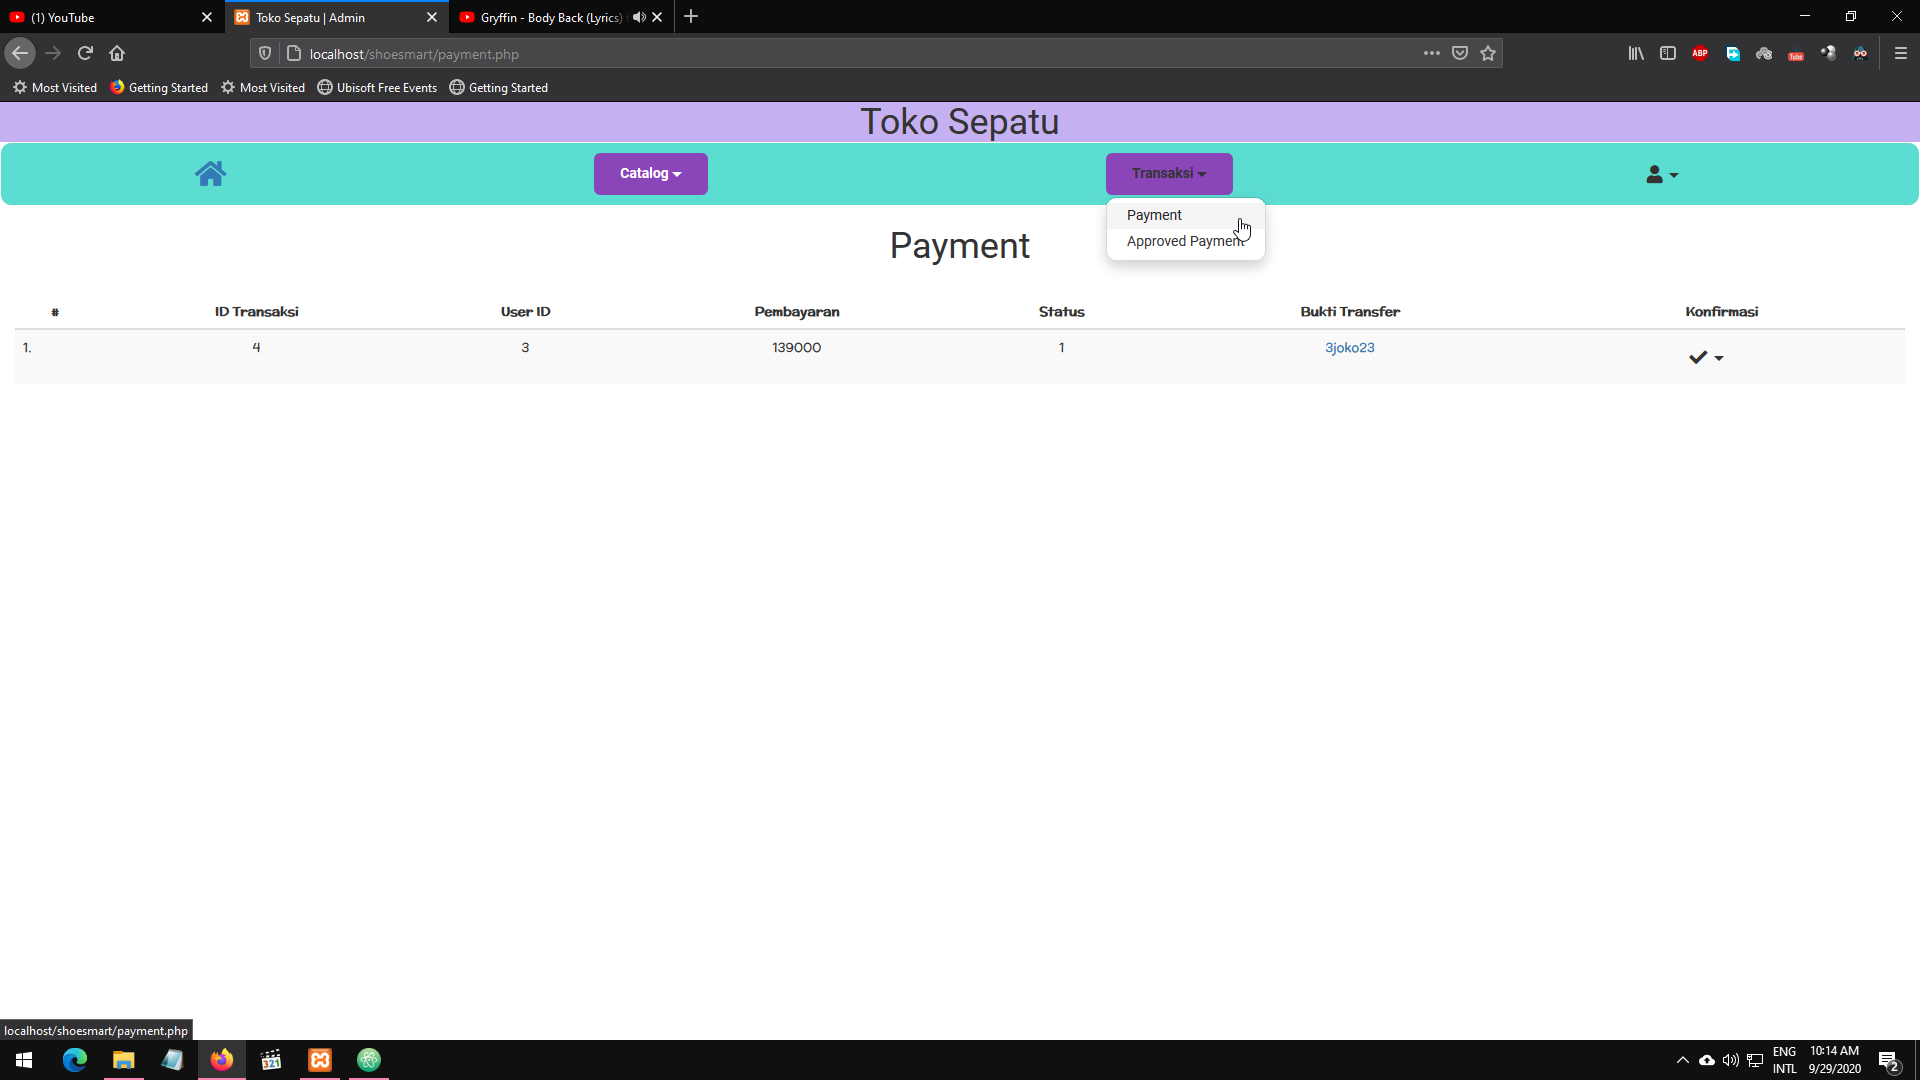 (1) YouTube
Toko Sepatu | Admin
Gryffin - Body Back (Lyrics)
localhost/shoesmart/payment.php
ABP
Tube
Most Visited
Getting Started
Most Visited
Ubisoft Free Events
Getting Started
Toko Sepatu
Catalog
Transaksi
Payment
Approved Payment
Payment
# ID Transaksi User ID Pembayaran Status Bukti Transfer Konfirmasi
1. 4 3 139000 1 3joko23
localhost/shoesmart/payment.php
321
ENG
INTL
10:14 AM
9/29/2020
2